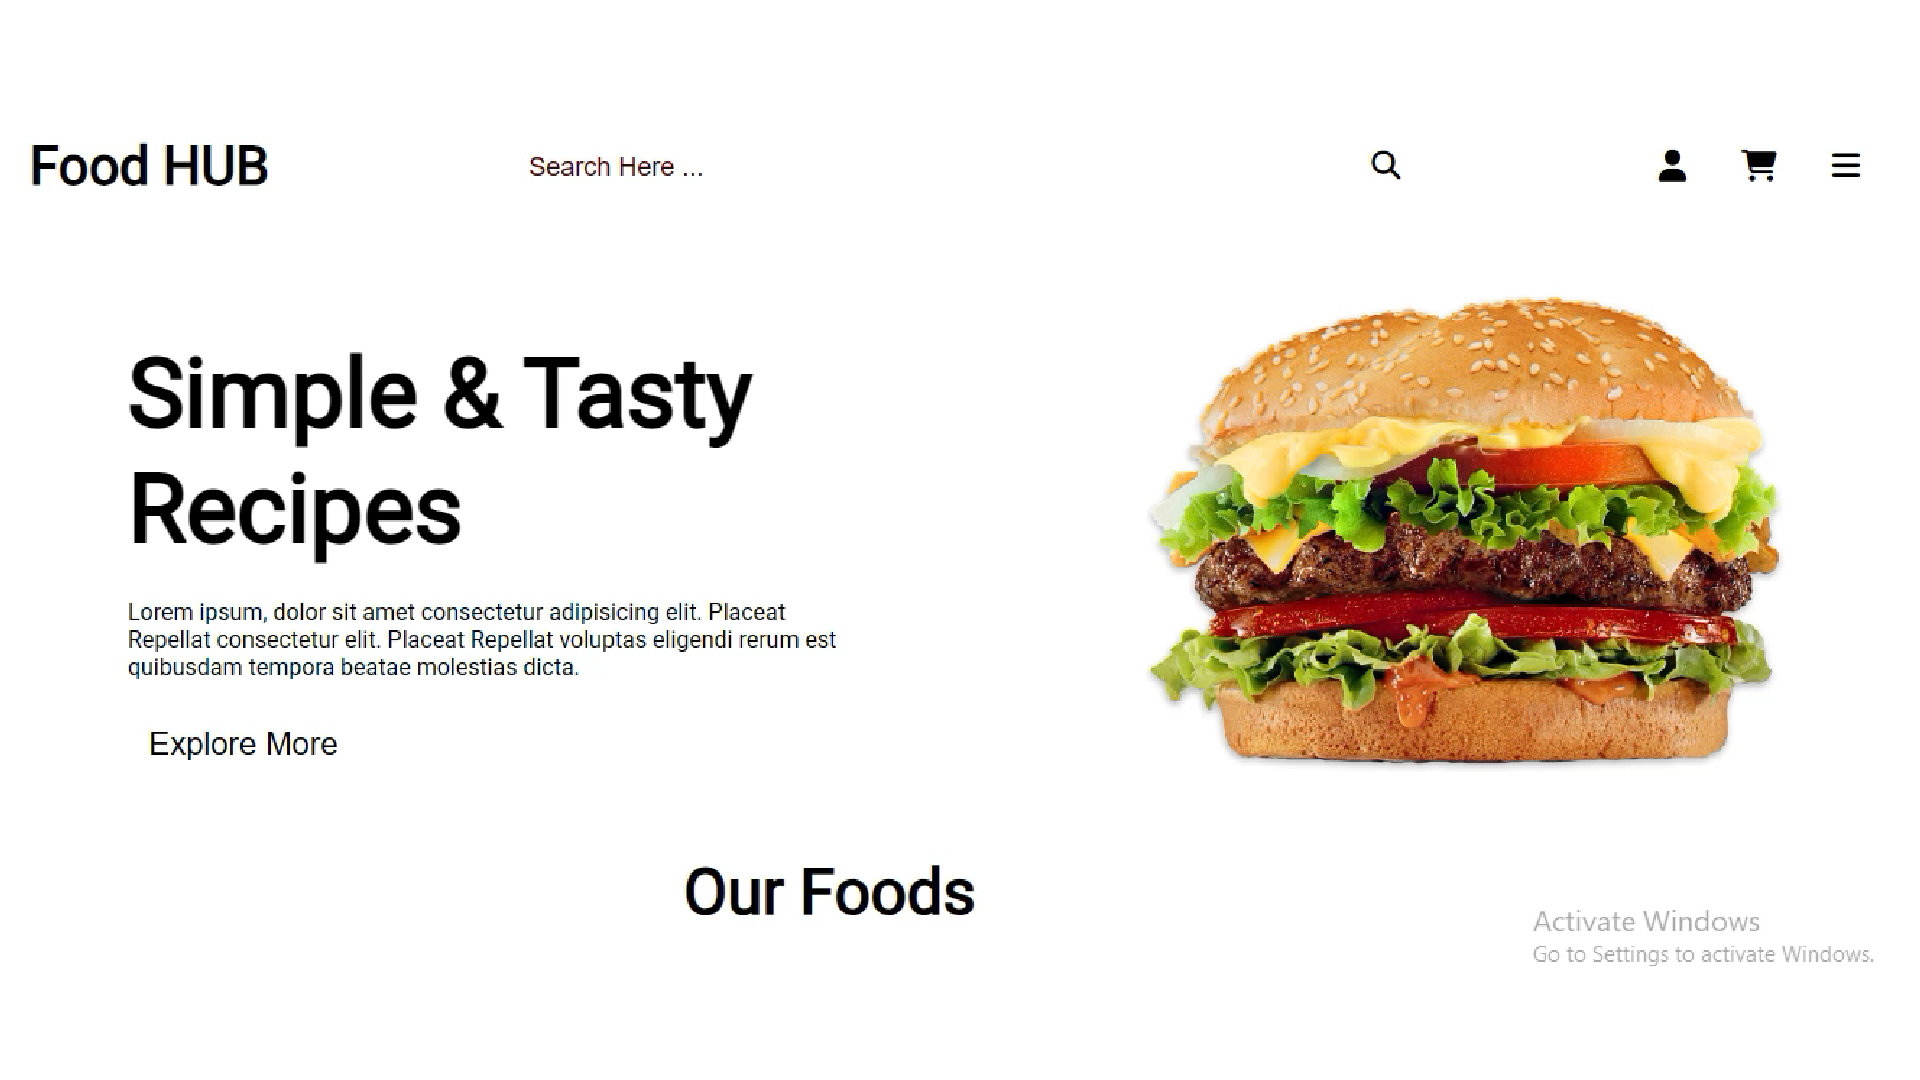 Food HUB
Search Here ...
Simple & Tasty
Recipes
Lorem ipsum, dolor sit amet consectetur adipisicing elit. Placeat
Repellat consectetur elit. Placeat Repellat voluptas eligendi rerum est
quibusdam tempora beatae molestias dicta.
Explore More
Our Foods
Activate Windows
Go to Settings to activate Windows.